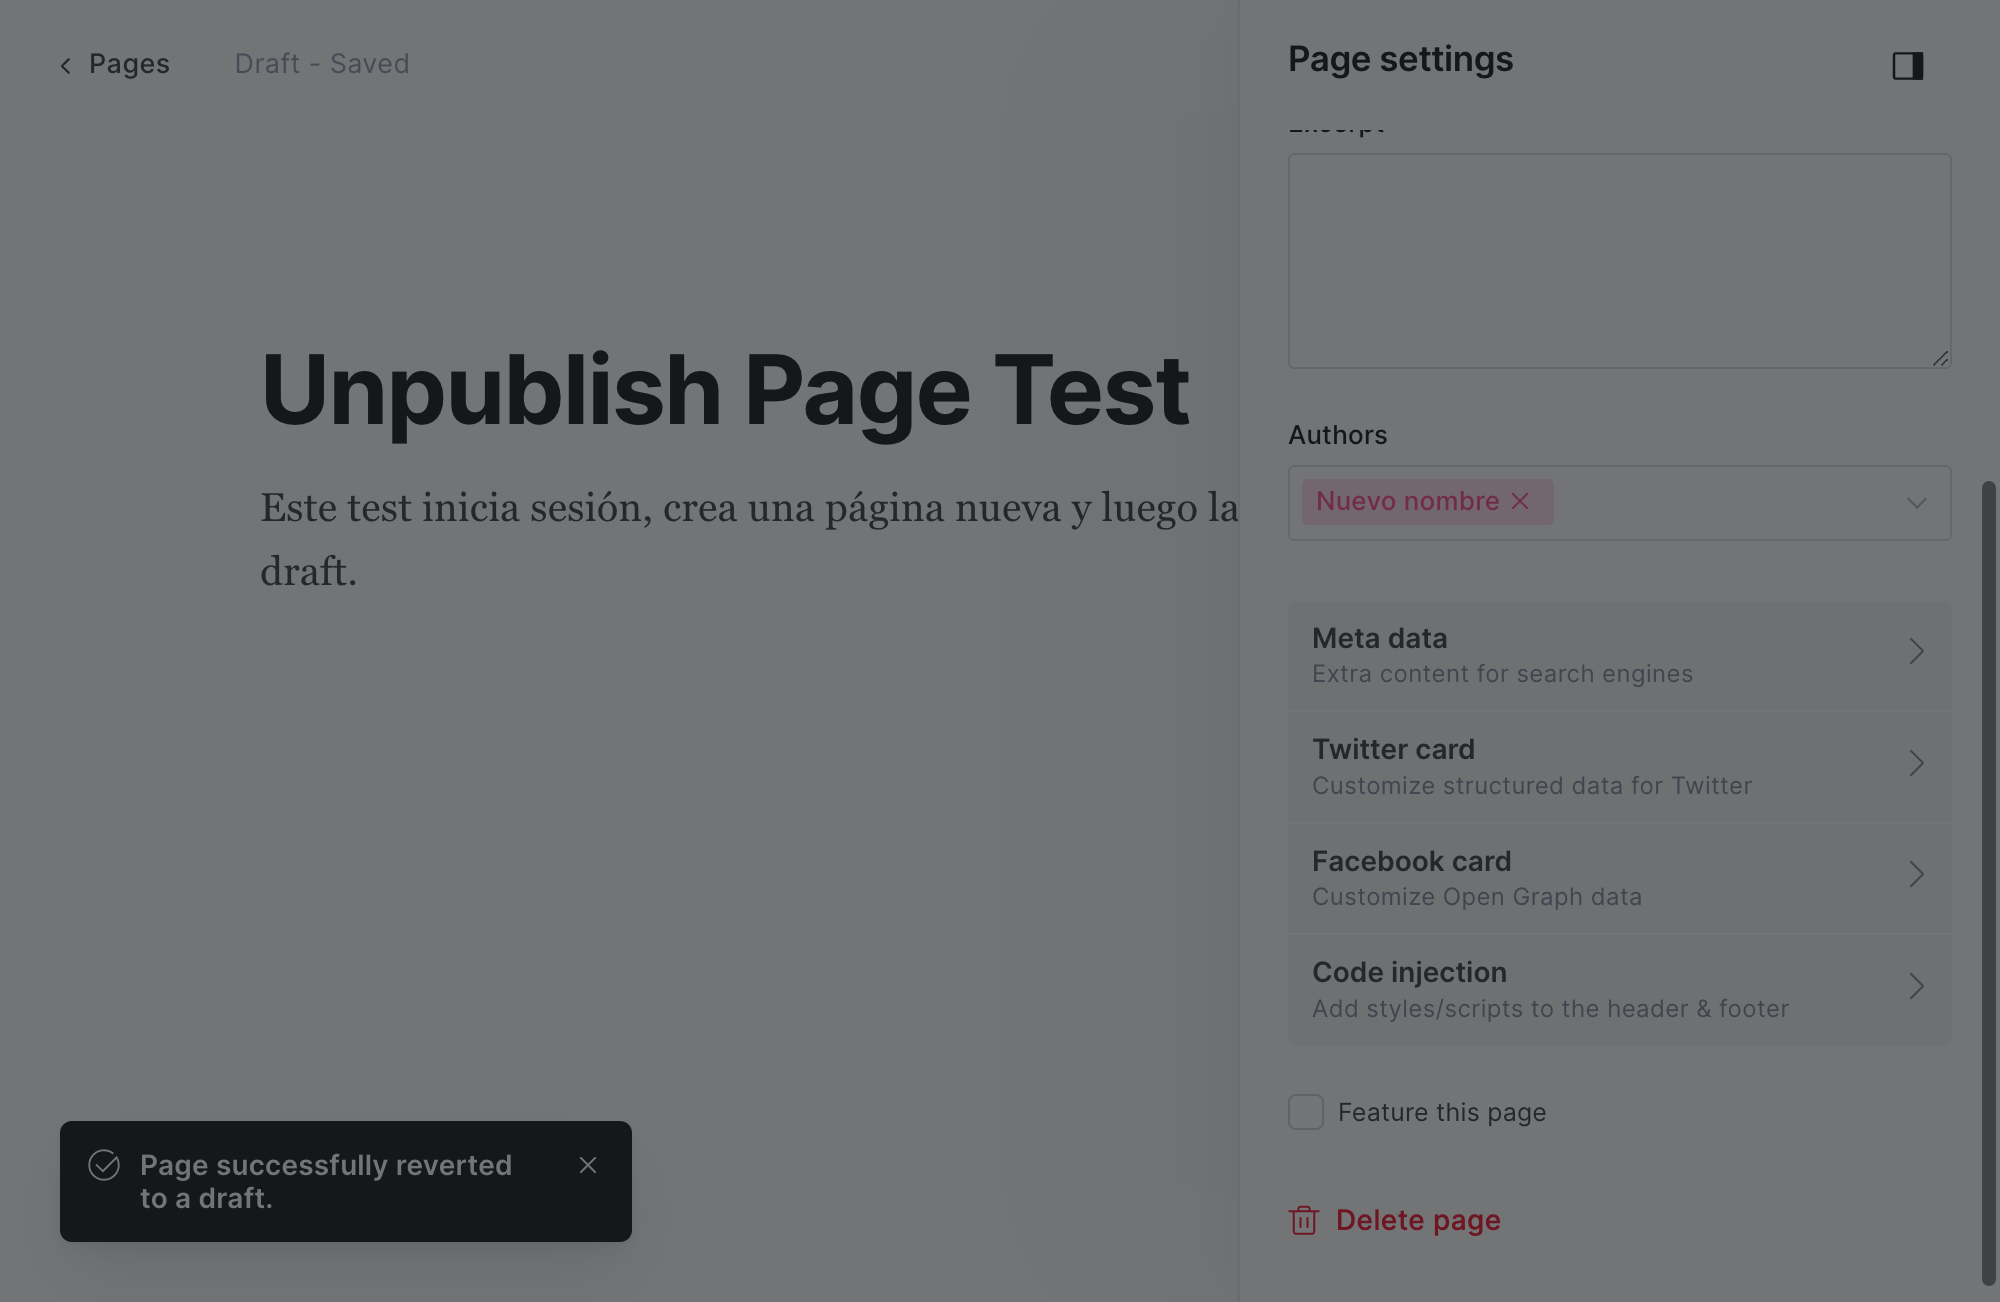 Pages
Draft - Saved
Page settings
Excerpt
Unpublish Page Test
Este test inicia sesión, crea una página nueva y luego la
draft.
Authors
Nuevo nombre
Meta data
Extra content for search engines
Twitter card
Customize structured data for Twitter
Facebook card
Customize Open Graph data
Code injection
Add styles/scripts to the header & footer
Feature this page
Delete page
Page successfully reverted
to a draft.